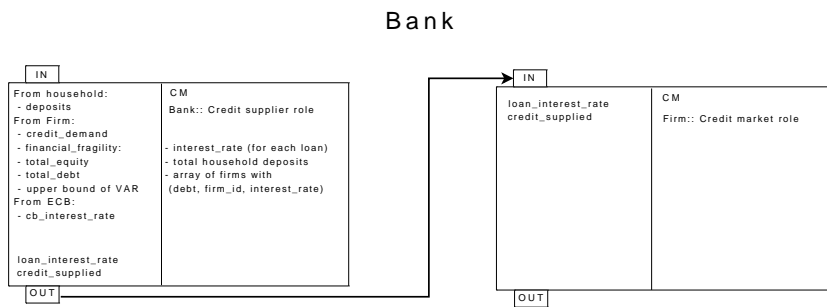 Bank
IN
From household:
- deposits
From Firm:
- credit_demand
- financial_fragility:
- total_equity
- total_debt
- upper bound of VAR
From ECB:
- cb_interest_rate
loan_interest_rate
credit_supplied
OUT
CM
Bank:: Credit supplier role
- interest_rate (for each loan)
- total household deposits
- array of firms with
(debt, firm_id, interest_rate)
IN
loan_interest_rate
credit_supplied
OUT
CM
Firm:: Credit market role